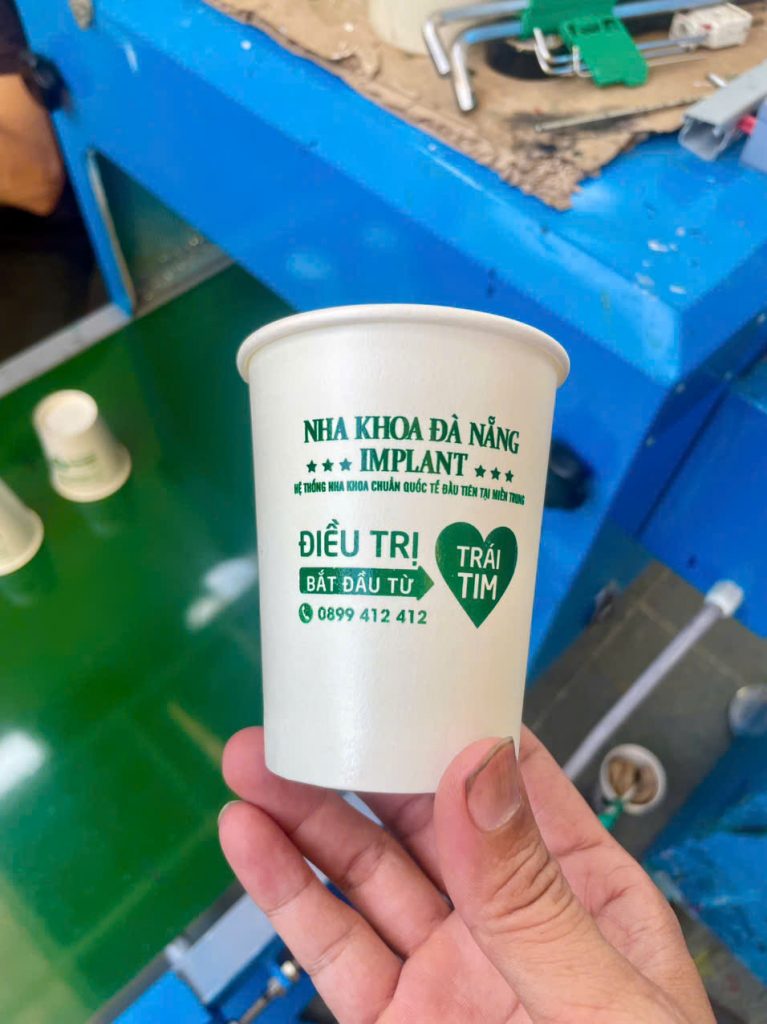 NHA KHOA ĐÀ NẴNG
IMPLANT
HỆ THỐNG NHA KHOA CHUẨN QUỐC TẾ ĐẦU TIÊN TẠI MIỀN TRUNG
ĐIỀU TRỊ
BẮT ĐẦU TỪ
TRÁI
TIM
0899 412 412